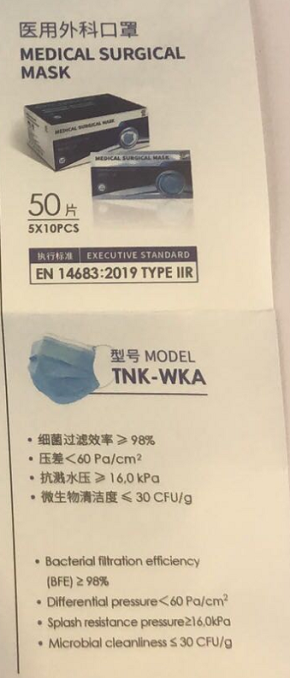 医用外科口罩
MEDICAL SURGICAL
MASK
MEDICAL SURGICAL MASK
MEDICAL SURGICAL MASK
50片
5X10PCS
执行标准 EXECUTIVE STANDARD
EN 14683:2019 TYPE IIR
型号 MODEL
TNK-WKA
• 细菌过滤效率 ≥ 98%
• 压差<60 Pa/cm²
• 抗溅水压 ≥ 16,0 kPa
• 微生物清洁度 ≤ 30 CFU/g
• Bacterial filtration efficiency
(BFE) ≥ 98%
• Differential pressure<60 Pa/cm²
• Splash resistance pressure≥16,0kPa
• Microbial cleanliness ≤ 30 CFU/g